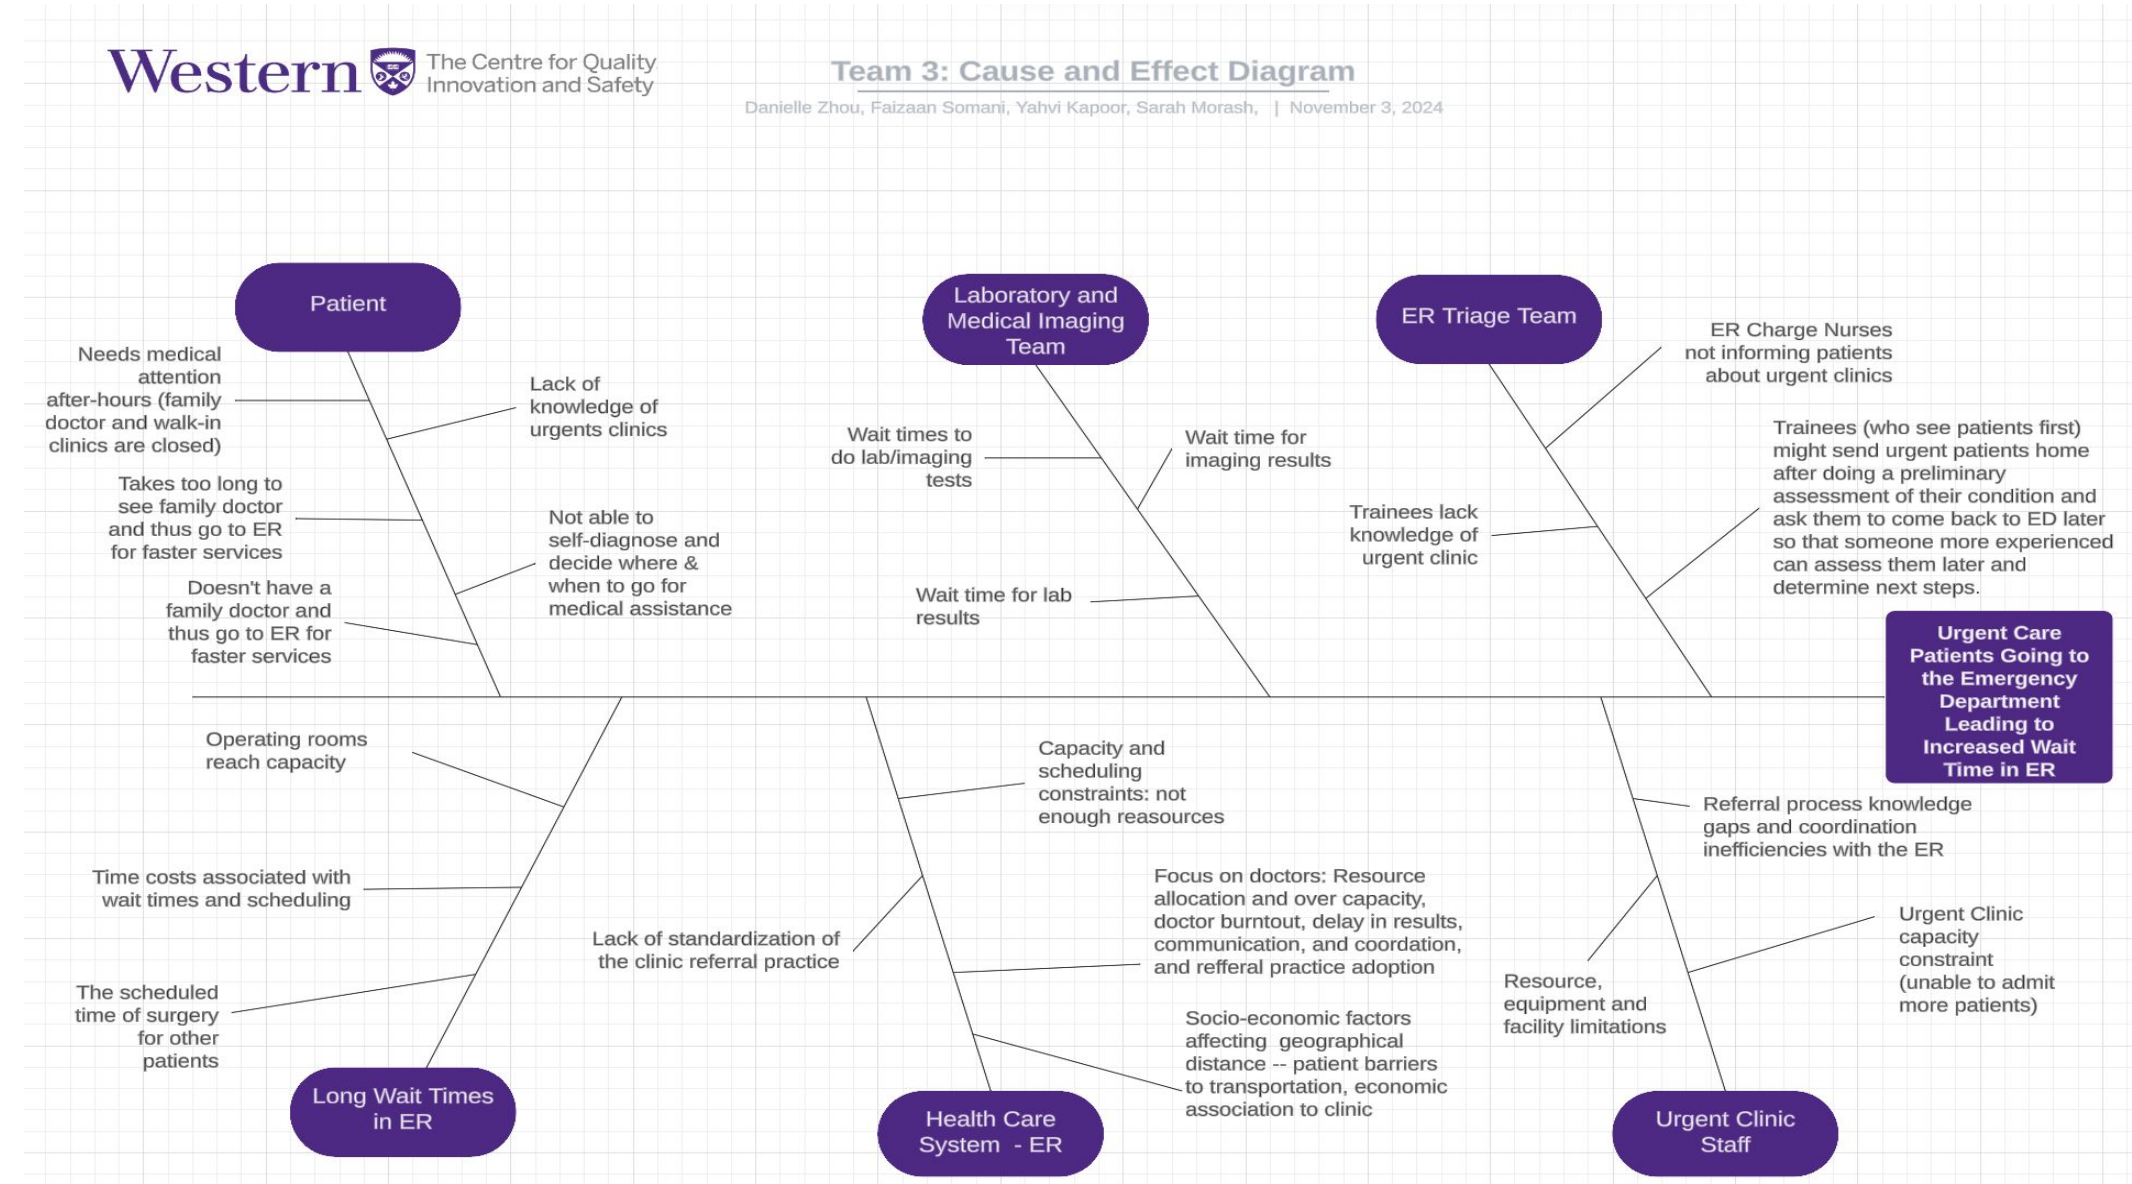 Western
The Centre for Quality
Innovation and Safety
Team 3: Cause and Effect Diagram
Danielle Zhou, Faizaan Somani, Yahvi Kapoor, Sarah Morash,   |  November 3, 2024
Patient
Needs medical
attention
after-hours (family
doctor and walk-in
clinics are closed)
Lack of
knowledge of
urgents clinics
Takes too long to
see family doctor
and thus go to ER
for faster services
Not able to
self-diagnose and
decide where &
when to go for
medical assistance
Doesn't have a
family doctor and
thus go to ER for
faster services
Laboratory and
Medical Imaging
Team
Wait times to
do lab/imaging
tests
Wait time for
imaging results
Wait time for lab
results
ER Triage Team
ER Charge Nurses
not informing patients
about urgent clinics
Trainees lack
knowledge of
urgent clinic
Trainees (who see patients first)
might send urgent patients home
after doing a preliminary
assessment of their condition and
ask them to come back to ED later
so that someone more experienced
can assess them later and
determine next steps.
Urgent Care
Patients Going to
the Emergency
Department
Leading to
Increased Wait
Time in ER
Operating rooms
reach capacity
Time costs associated with
wait times and scheduling
The scheduled
time of surgery
for other
patients
Long Wait Times
in ER
Capacity and
scheduling
constraints: not
enough reasources
Lack of standardization of
the clinic referral practice
Focus on doctors: Resource
allocation and over capacity,
doctor burntout, delay in results,
communication, and coordation,
and refferal practice adoption
Socio-economic factors
affecting  geographical
distance -- patient barriers
to transportation, economic
association to clinic
Health Care
System  - ER
Referral process knowledge
gaps and coordination
inefficiencies with the ER
Resource,
equipment and
facility limitations
Urgent Clinic
capacity
constraint
(unable to admit
more patients)
Urgent Clinic
Staff